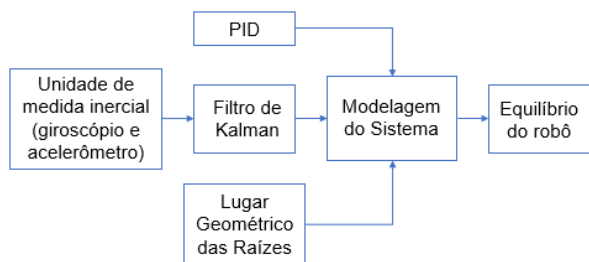 PID
Unidade de
medida inercial
(giroscópio e
acelerômetro)
Filtro de
Kalman
Modelagem
do Sistema
Equilíbrio
do robô
Lugar
Geométrico
das Raízes